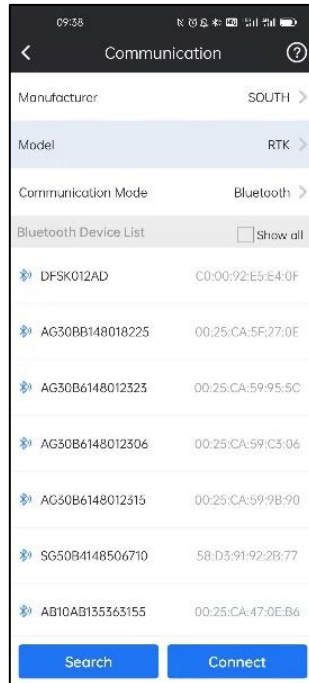 09:38
Communication
Manufacturer SOUTH
Model RTK
Communication Mode Bluetooth
Bluetooth Device List Show all
DFSK012AD C0:00:92:E5:E4:0F
AG30BB148018225 00:25:CA:5F:27:0E
AG30B6148012323 00:25:CA:59:95:5C
AG30B6148012306 00:25:CA:59:C3:06
AG30B6148012315 00:25:CA:59:9B:90
SG50B4148506710 58:D3:91:92:2B:77
AB10AB135363155 00:25:CA:47:0E:B6
Search Connect